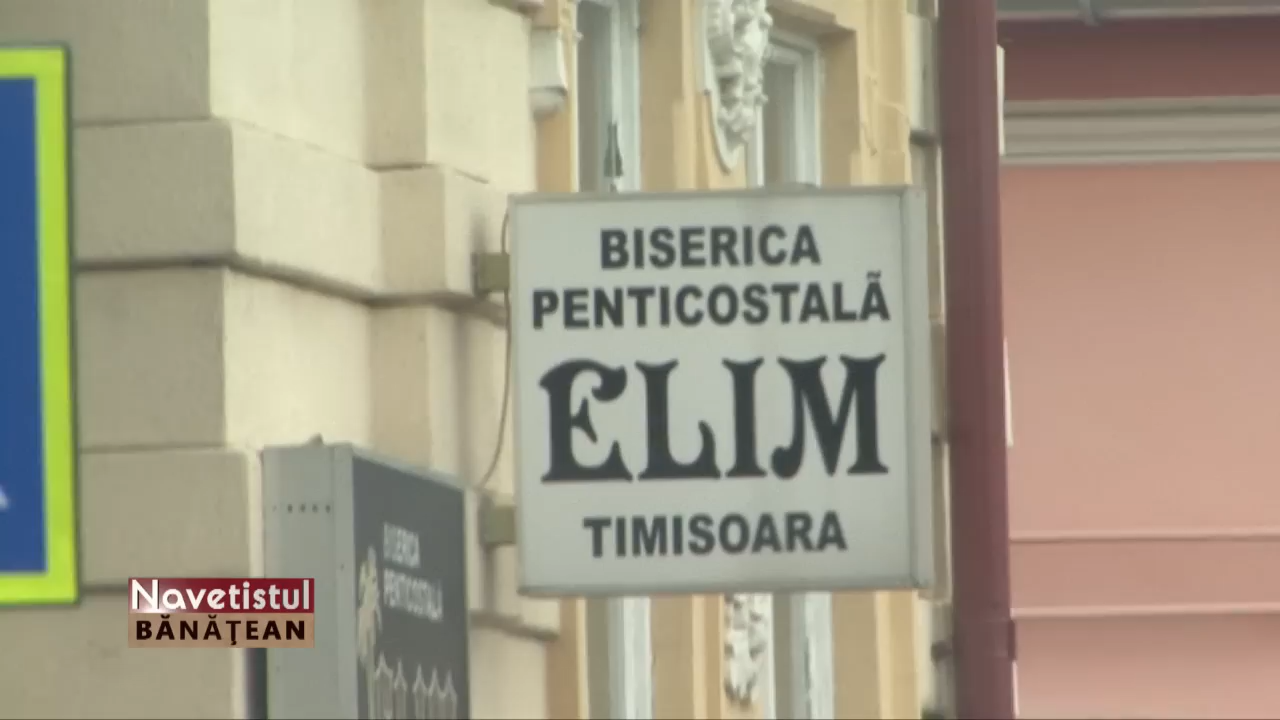 BISERICA
PENTICOSTALÃ
ELIM
TIMISOARA
BISERICA
PENTICOSTALĂ
Navetistul
BĂNĂŢEAN